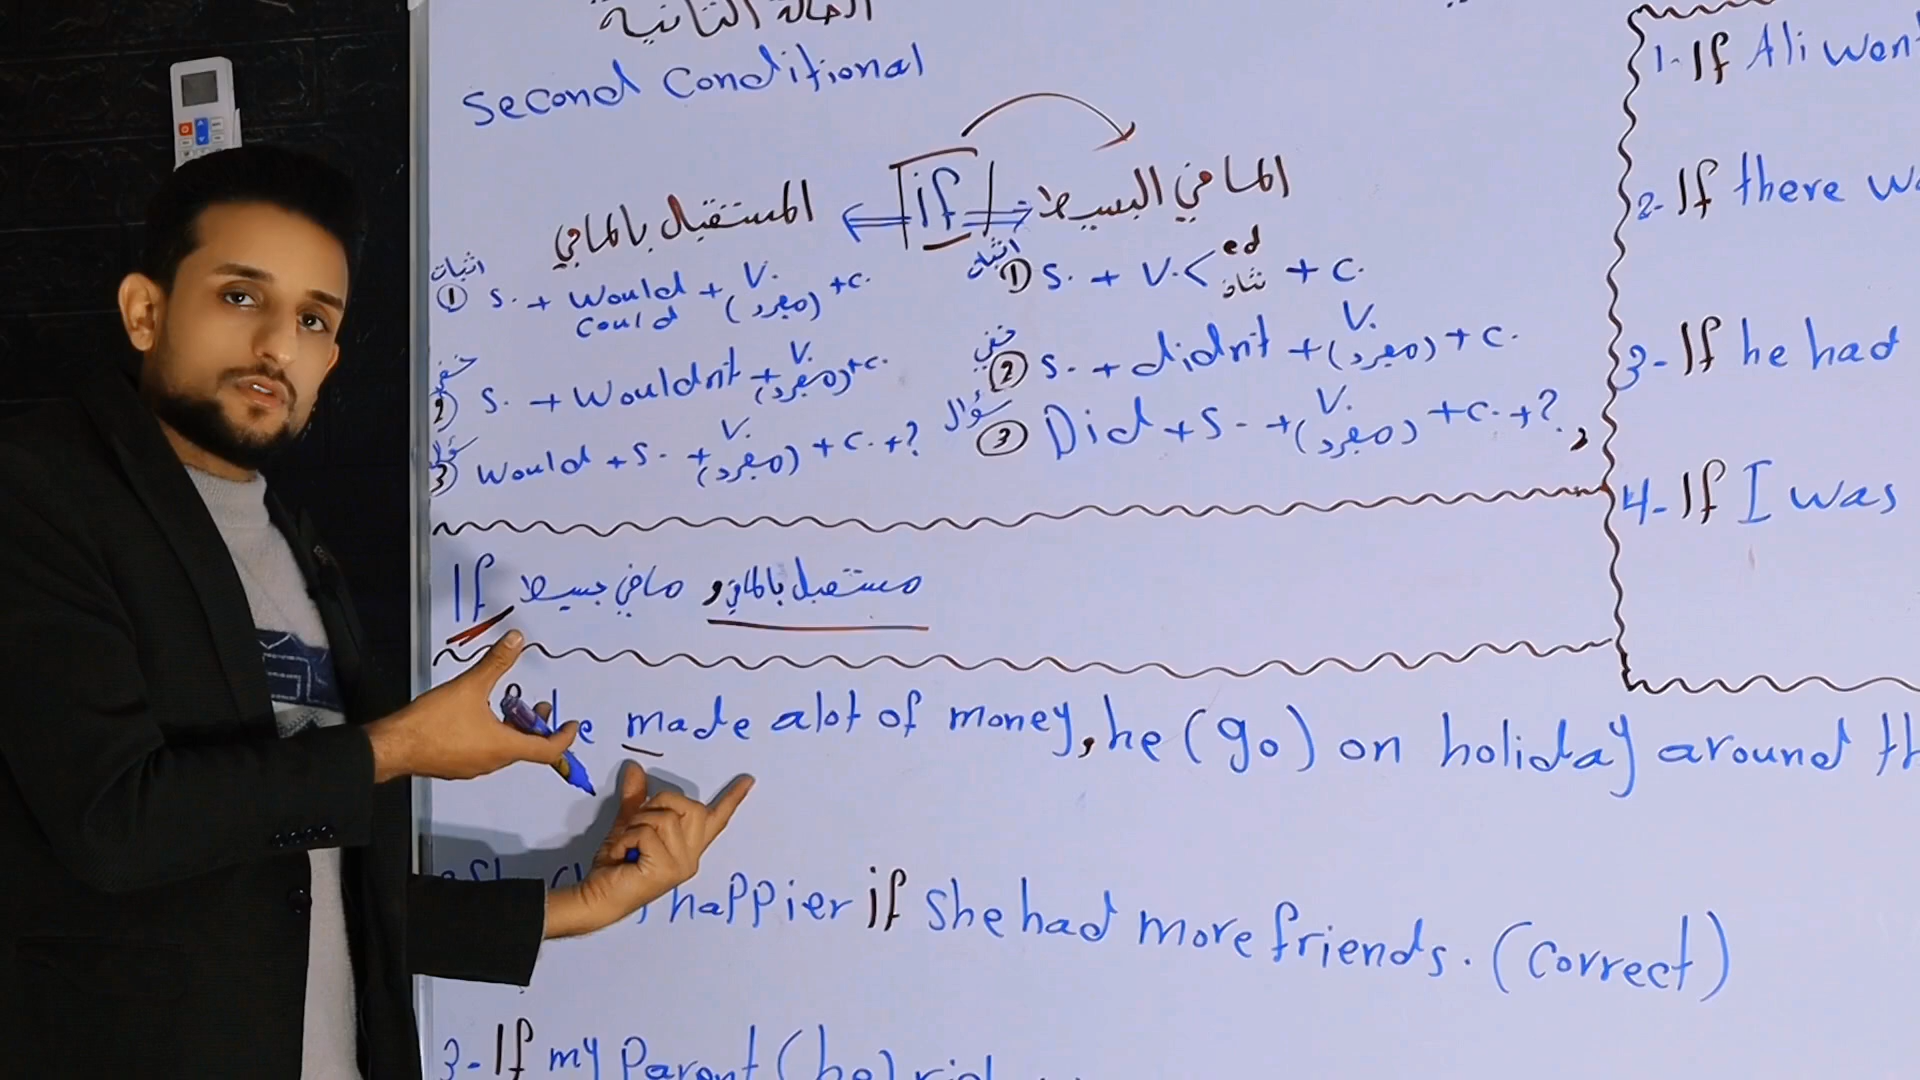 الحالة الثانية
Second Conditional
المستقبل بالماضي if الماضي البسيط
اثبات
① S. + Would / Could + V. (مجرد) + c.
نفي
② S. + Wouldn't + V. (مجرد) + c.
سؤال
③ Would + S. + V. (مجرد) + c. + ?
اثبات
① S. + V. < ed / شاذ + c.
نفي
② S. + didn't + V. (مجرد) + c.
سؤال
③ Did + S. + V. (مجرد) + c. + ? ,
If ماضي بسيط و مستقبل بالماضي
he made alot of money, he (go) on holiday around
happier if she had more friends. (Correct)
3- If my Parent (be)
1- If Ali
2- If there
3- If he had
4- If I was